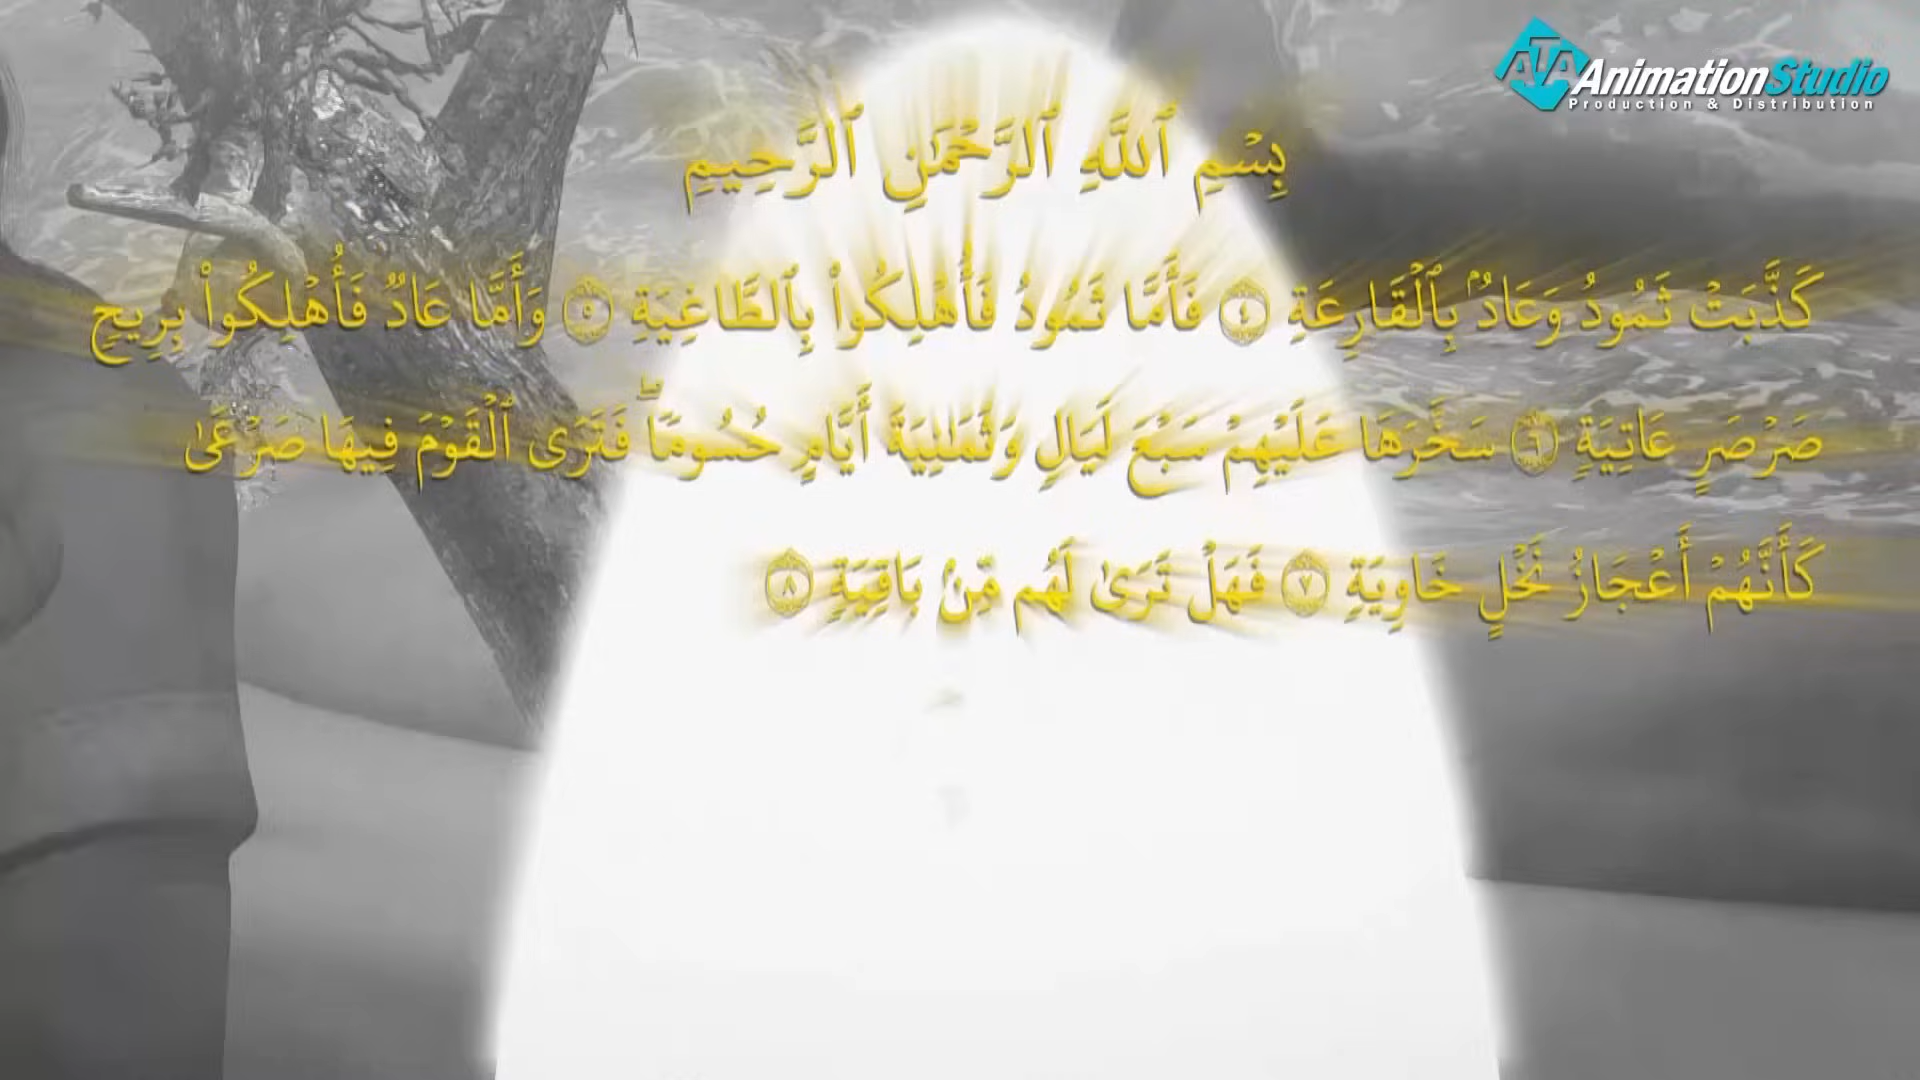 ATA AnimationStudio
Production & Distribution
بِسْمِ ٱللَّهِ ٱلرَّحْمَٰنِ ٱلرَّحِيمِ
كَذَّبَتْ ثَمُودُ وَعَادٌۢ بِٱلْقَارِعَةِ ٤ فَأَمَّا ثَمُودُ فَأُهْلِكُوا۟ بِٱلطَّاغِيَةِ ٥ وَأَمَّا عَادٌ فَأُهْلِكُوا۟ بِرِيحٍ
صَرْصَرٍ عَاتِيَةٍ ٦ سَخَّرَهَا عَلَيْهِمْ سَبْعَ لَيَالٍ وَثَمَٰنِيَةَ أَيَّامٍ حُسُومًاۖ فَتَرَى ٱلْقَوْمَ فِيهَا صَرْعَىٰ
كَأَنَّهُمْ أَعْجَازُ نَخْلٍ خَاوِيَةٍ ٧ فَهَلْ تَرَىٰ لَهُم مِّنۢ بَاقِيَةٍ ٨